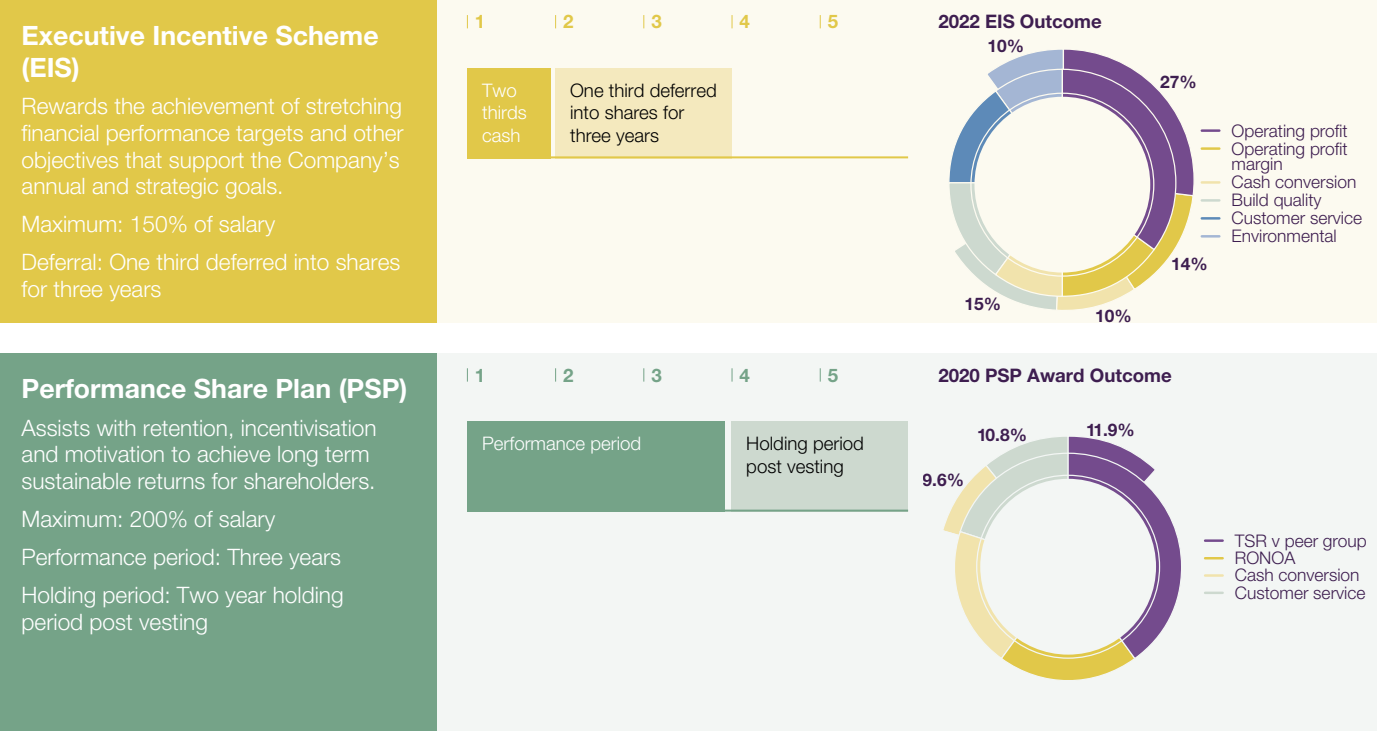 Executive Incentive Scheme
(EIS)
Rewards the achievement of stretching
financial performance targets and other
objectives that support the Company's
annual and strategic goals.
Maximum: 150% of salary
Deferral: One third deferred into shares
for three years
1 2 3 4 5
Two
thirds
cash
One third deferred
into shares for
three years
2022 EIS Outcome
10%
27%
14%
10%
15%
Operating profit
Operating profit
margin
Cash conversion
Build quality
Customer service
Environmental
Performance Share Plan (PSP)
Assists with retention, incentivisation
and motivation to achieve long term
sustainable returns for shareholders.
Maximum: 200% of salary
Performance period: Three years
Holding period: Two year holding
period post vesting
1 2 3 4 5
Performance period
Holding period
post vesting
2020 PSP Award Outcome
10.8%
11.9%
9.6%
TSR v peer group
RONOA
Cash conversion
Customer service